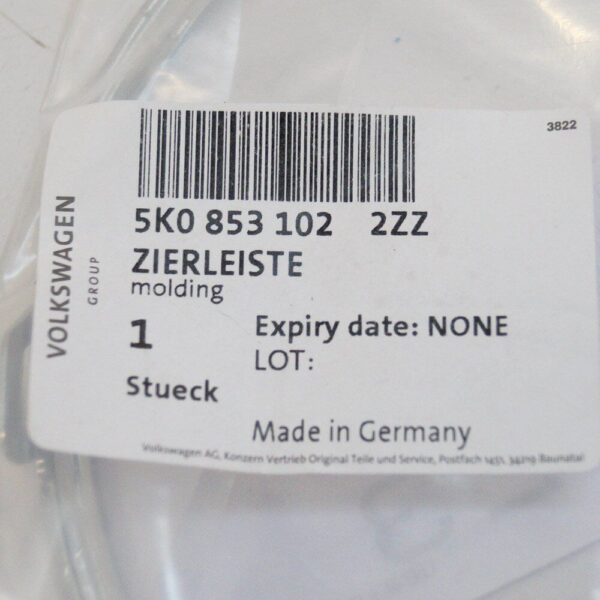 3822
5K0 853 102 2ZZ
ZIERLEISTE
molding
1
Stueck
Expiry date: NONE
LOT:
Made in Germany
Volkswagen AG, Konzern Vertrieb Original Teile und Service, Postfach 1451, 34219 Baunatal
VOLKSWAGEN
GROUP